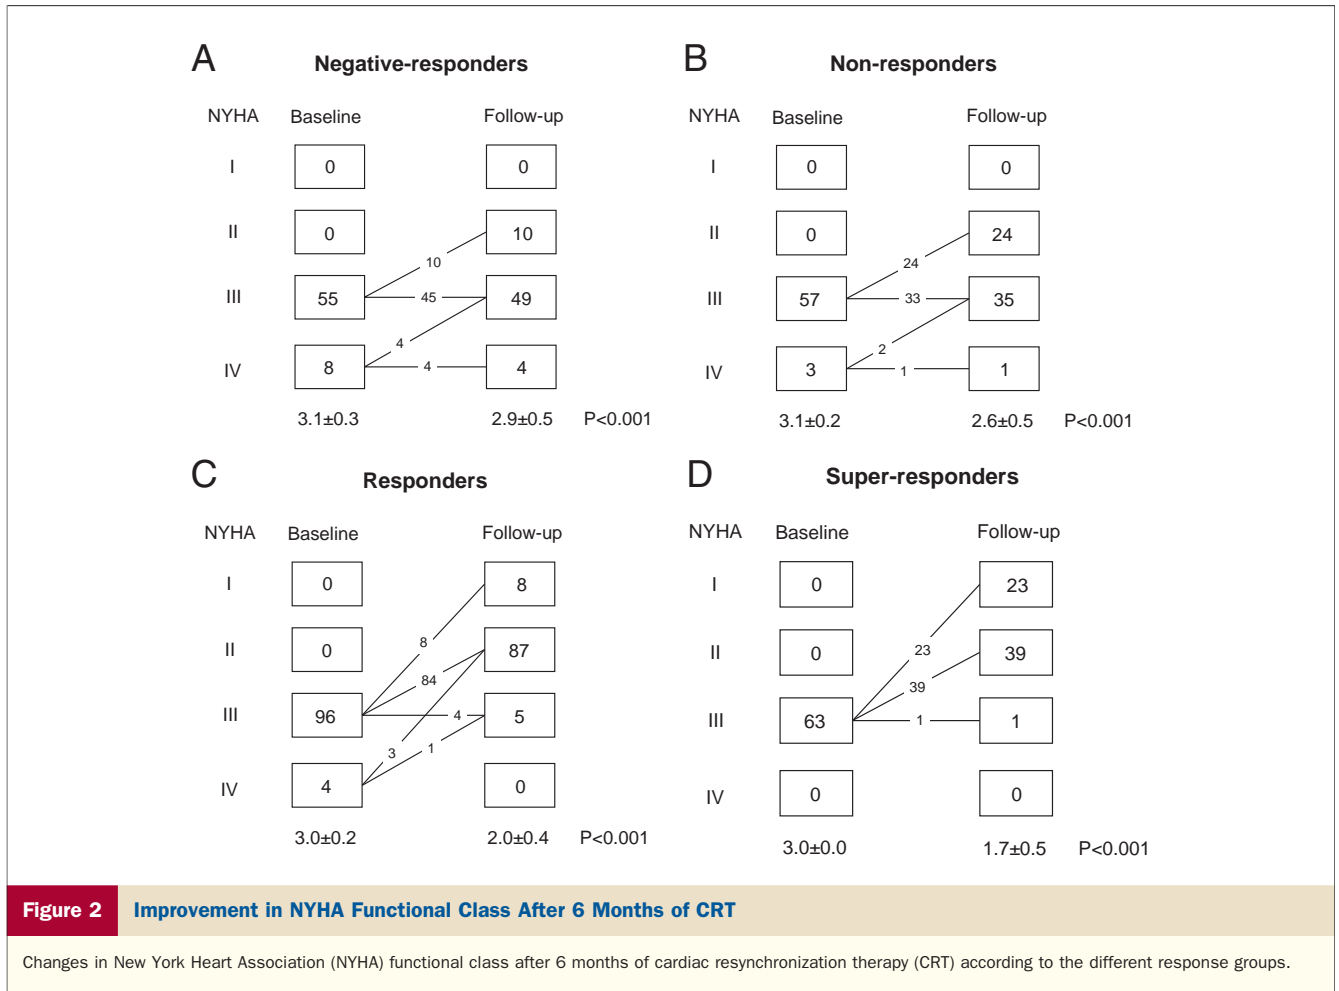 A Negative-responders
NYHA Baseline Follow-up
I 0 0
II 0 10
10
III 55 45 49
4
IV 8 4 4
3.1±0.3 2.9±0.5 P<0.001
B Non-responders
NYHA Baseline Follow-up
I 0 0
II 0 24
24
III 57 33 35
2
IV 3 1 1
3.1±0.2 2.6±0.5 P<0.001
C Responders
NYHA Baseline Follow-up
I 0 8
8
II 0 87
84
III 96 4 5
3 1
IV 4 0
3.0±0.2 2.0±0.4 P<0.001
D Super-responders
NYHA Baseline Follow-up
I 0 23
23
II 0 39
39
III 63 1 1
IV 0 0
3.0±0.0 1.7±0.5 P<0.001
Figure 2 Improvement in NYHA Functional Class After 6 Months of CRT
Changes in New York Heart Association (NYHA) functional class after 6 months of cardiac resynchronization therapy (CRT) according to the different response groups.